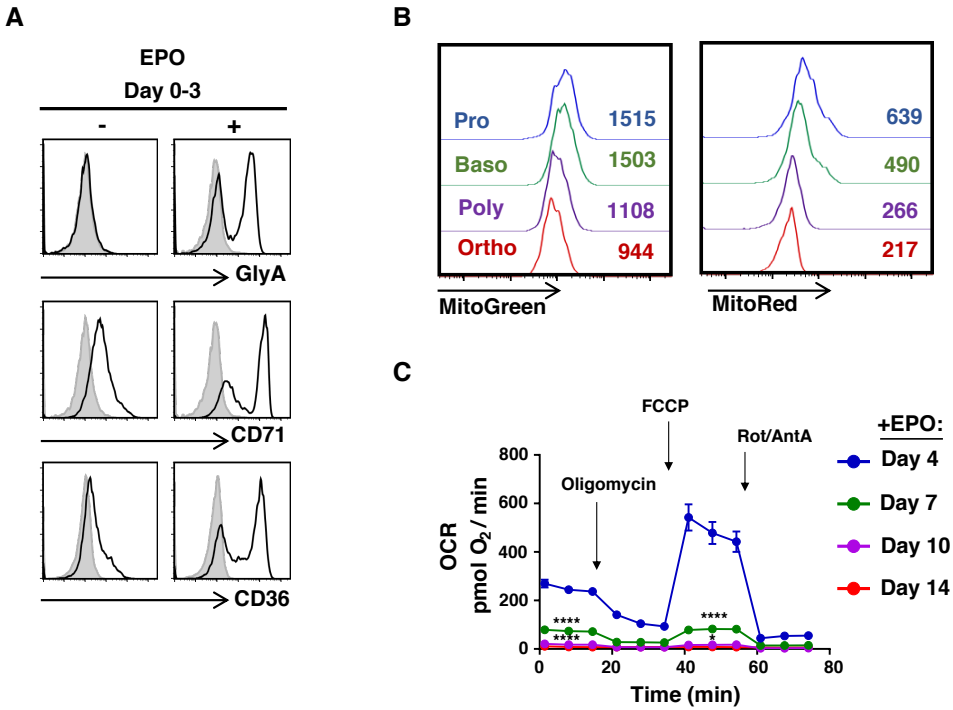 A
EPO
Day 0-3
- +
GlyA
CD71
CD36
B
Pro 1515
Baso 1503
Poly 1108
Ortho 944
MitoGreen
639
490
266
217
MitoRed
C
FCCP
Rot/AntA
Oligomycin
+EPO:
Day 4
Day 7
Day 10
Day 14
OCR
pmol O2 / min
800
600
400
200
0
****
****
****
*
0 20 40 60 80
Time (min)